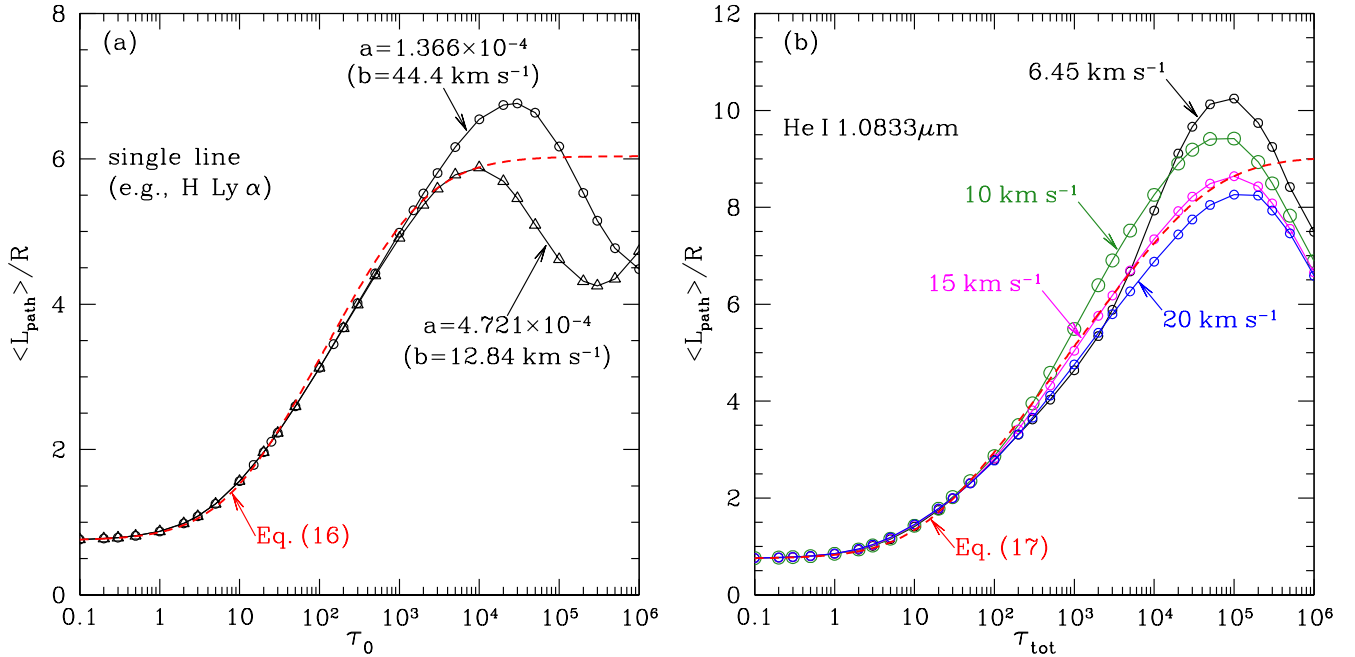 (a)
a=1.366×10⁻⁴
(b=44.4 km s⁻¹)
single line
(e.g., H Ly α)
a=4.721×10⁻⁴
(b=12.84 km s⁻¹)
Eq. (16)
<L_path>/R
8
6
4
2
0
0.1 1 10 10² 10³ 10⁴ 10⁵ 10⁶
τ₀
(b)
6.45 km s⁻¹
He I 1.0833μm
10 km s⁻¹
15 km s⁻¹
20 km s⁻¹
Eq. (17)
<L_path>/R
12
10
8
6
4
2
0
0.1 1 10 10² 10³ 10⁴ 10⁵ 10⁶
τ_tot